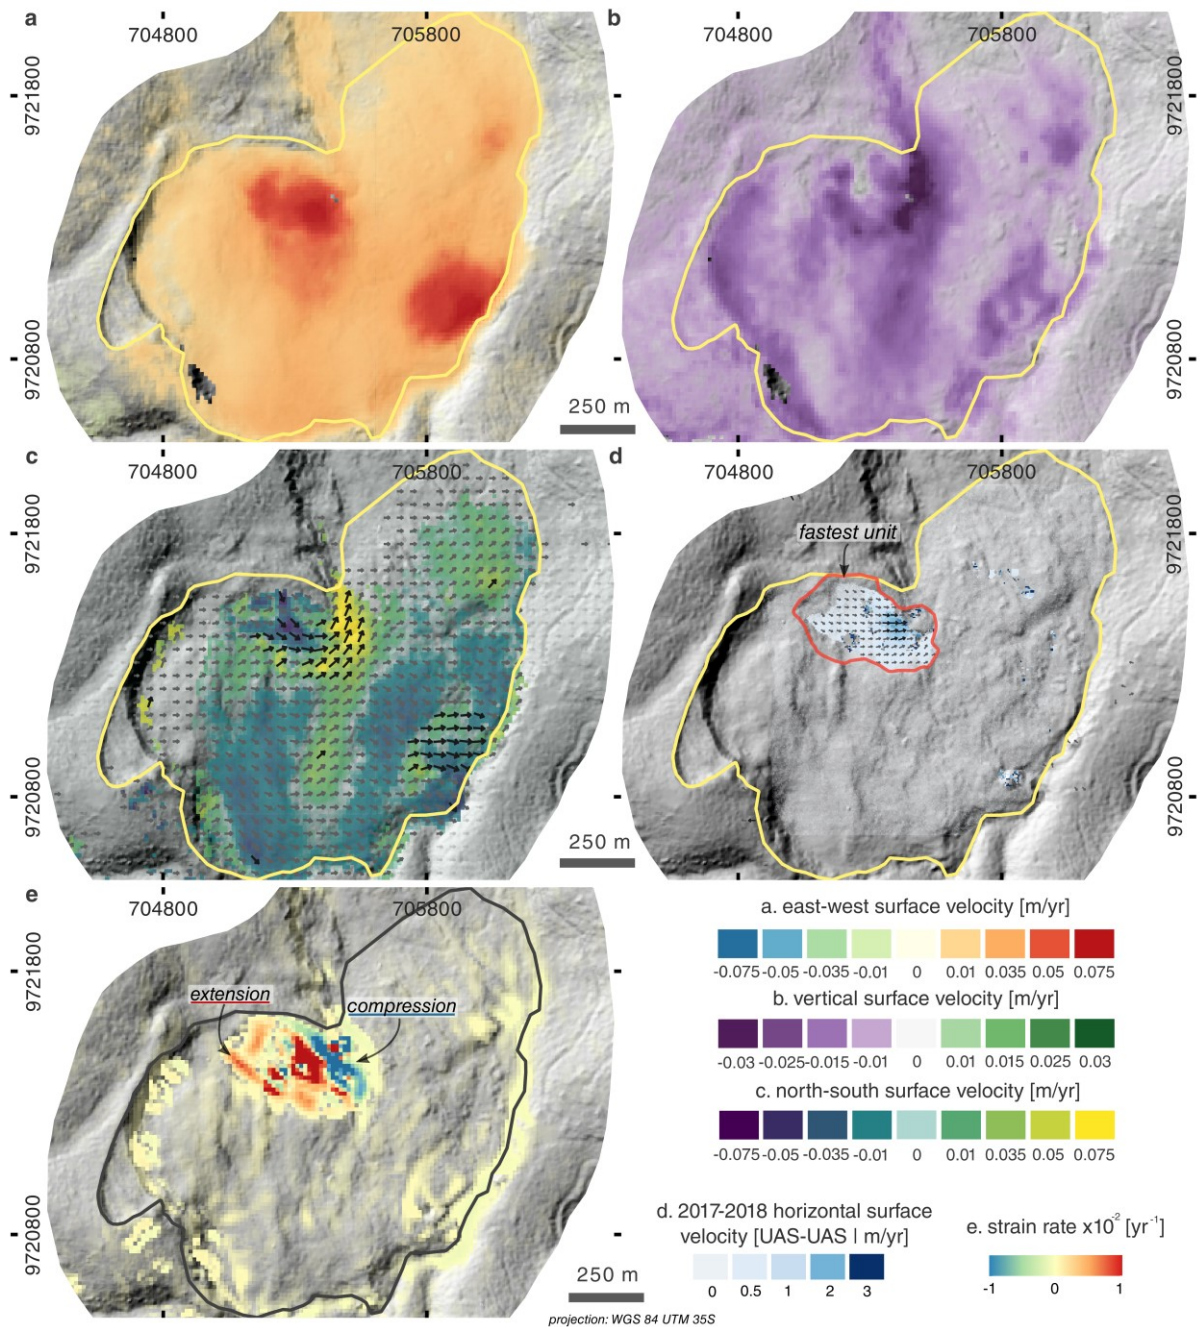 a
704800
705800
9721800
9720800
250 m
b
704800
705800
9721800
9720800
c
704800
705800
9721800
9720800
250 m
d
704800
705800
9721800
9720800
fastest unit
e
704800
705800
9721800
9720800
extension
compression
250 m
projection: WGS 84 UTM 35S
a. east-west surface velocity [m/yr]
-0.075 -0.05 -0.035 -0.01 0 0.01 0.035 0.05 0.075
b. vertical surface velocity [m/yr]
-0.03 -0.025 -0.015 -0.01 0 0.01 0.015 0.025 0.03
c. north-south surface velocity [m/yr]
-0.075 -0.05 -0.035 -0.01 0 0.01 0.035 0.05 0.075
d. 2017-2018 horizontal surface
velocity [UAS-UAS | m/yr]
0 0.5 1 2 3
e. strain rate x10⁻² [yr⁻¹]
-1 0 1